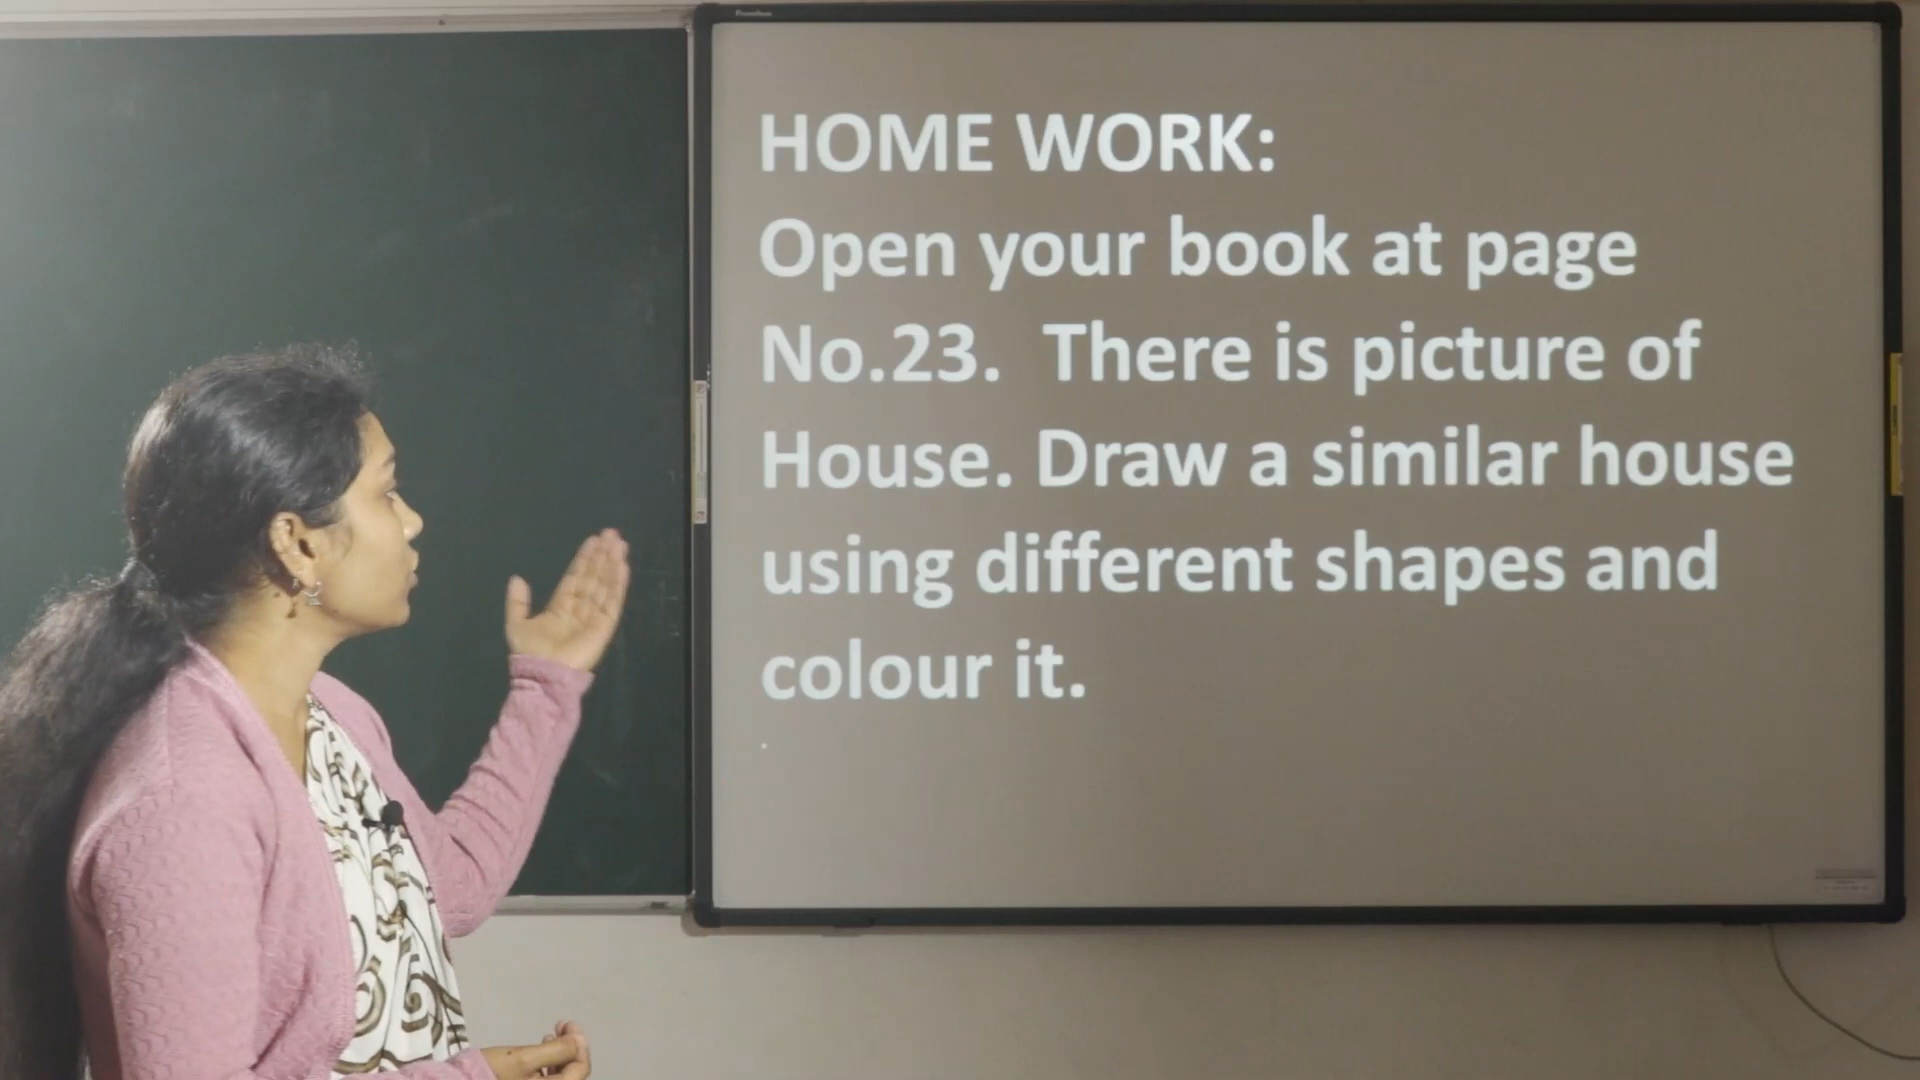 HOME WORK:
Open your book at page
No.23.  There is picture of
House. Draw a similar house
using different shapes and
colour it.